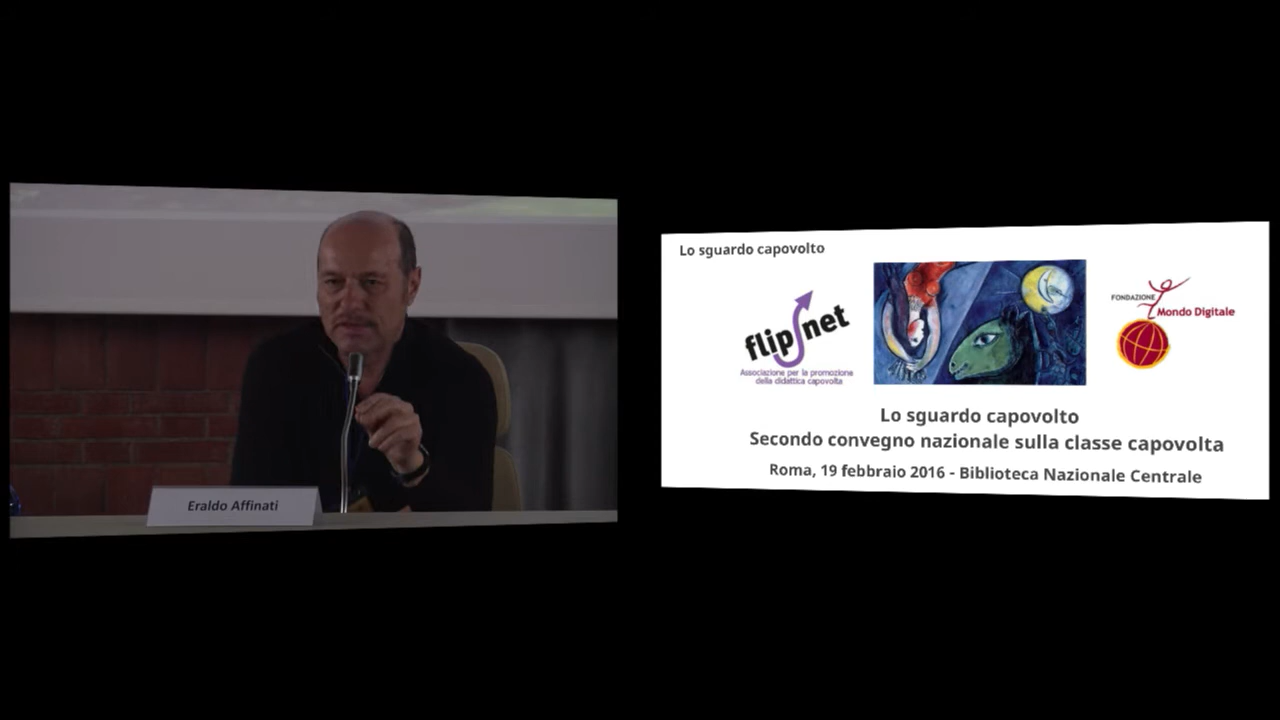 Eraldo Affinati
Lo sguardo capovolto
flipnet
Associazione per la promozione
della didattica capovolta
FONDAZIONE
Mondo Digitale
Lo sguardo capovolto
Secondo convegno nazionale sulla classe capovolta
Roma, 19 febbraio 2016 - Biblioteca Nazionale Centrale